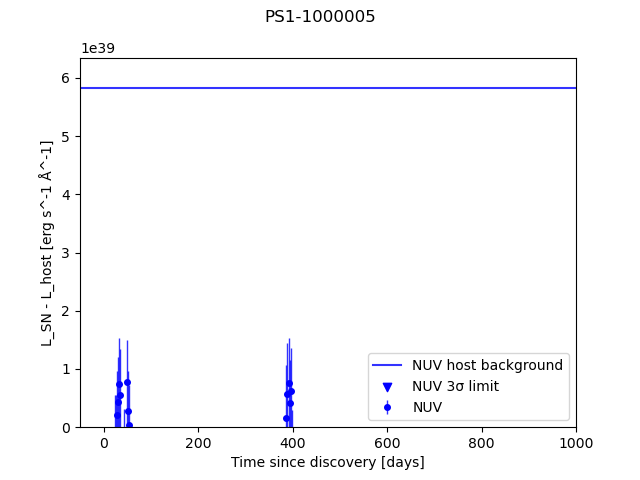 PS1-1000005
1e39
6
5
4
3
2
1
0
L_SN - L_host [erg s^-1 Å^-1]
NUV host background
NUV 3σ limit
NUV
0 200 400 600 800 1000
Time since discovery [days]